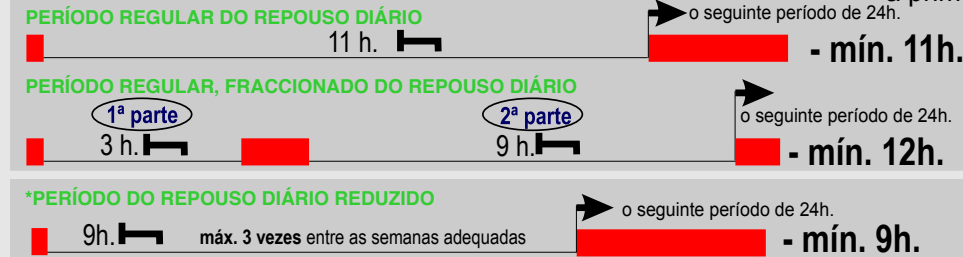 a prim
PERÍODO REGULAR DO REPOUSO DIÁRIO
o seguinte período de 24h.
11 h.
- mín. 11h.
PERÍODO REGULAR, FRACCIONADO DO REPOUSO DIÁRIO
1ª parte
2ª parte
o seguinte período de 24h.
3 h.
9 h.
- mín. 12h.
*PERÍODO DO REPOUSO DIÁRIO REDUZIDO
o seguinte período de 24h.
9h.
máx. 3 vezes entre as semanas adequadas
- mín. 9h.